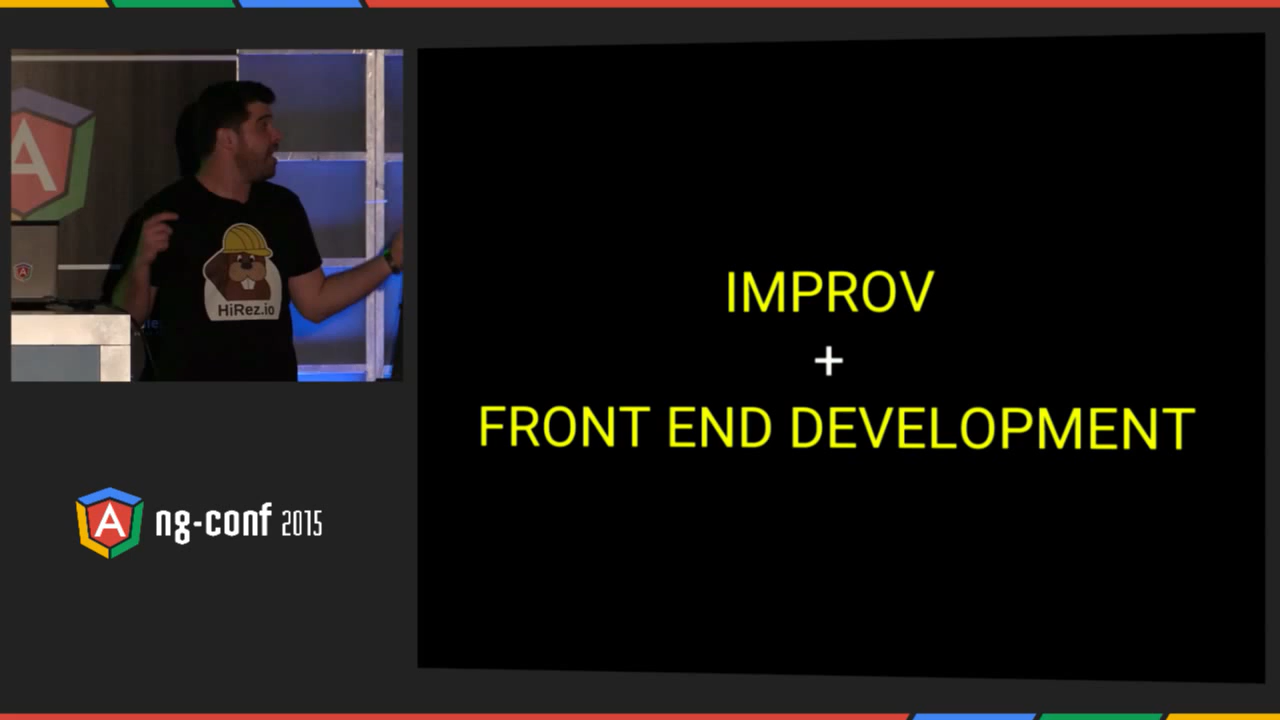 A
A
HiRez.io
IMPROV
+
FRONT END DEVELOPMENT
A
ng-conf 2015